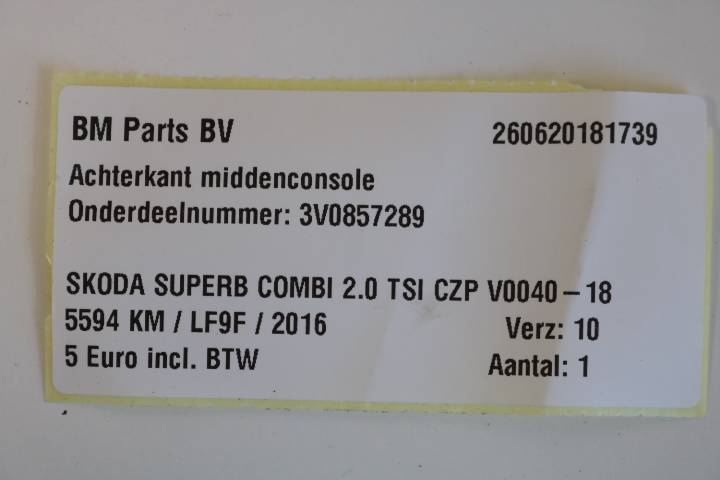 BM Parts BV 260620181739
Achterkant middenconsole
Onderdeelnummer: 3V0857289
SKODA SUPERB COMBI 2.0 TSI CZP V0040-18
5594 KM / LF9F / 2016 Verz: 10
5 Euro incl. BTW Aantal: 1